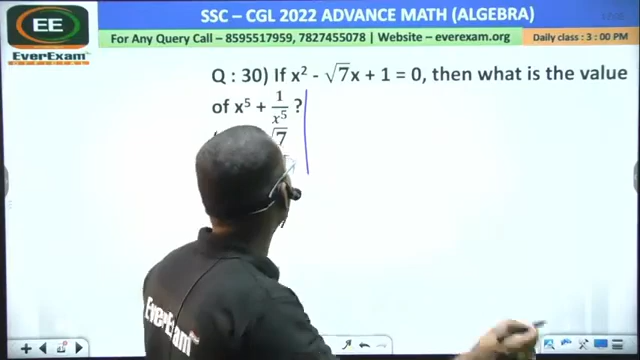 SSC – CGL 2022 ADVANCE MATH (ALGEBRA)
EE
EverExam
OFFICIAL
For Any Query Call – 8595517959, 7827455078 | Website – everexam.org
Daily class : 3 : 00 PM
Q : 30) If x² - √7x + 1 = 0, then what is the value
of x⁵ + 1/x⁵ ?
√7
EverExam